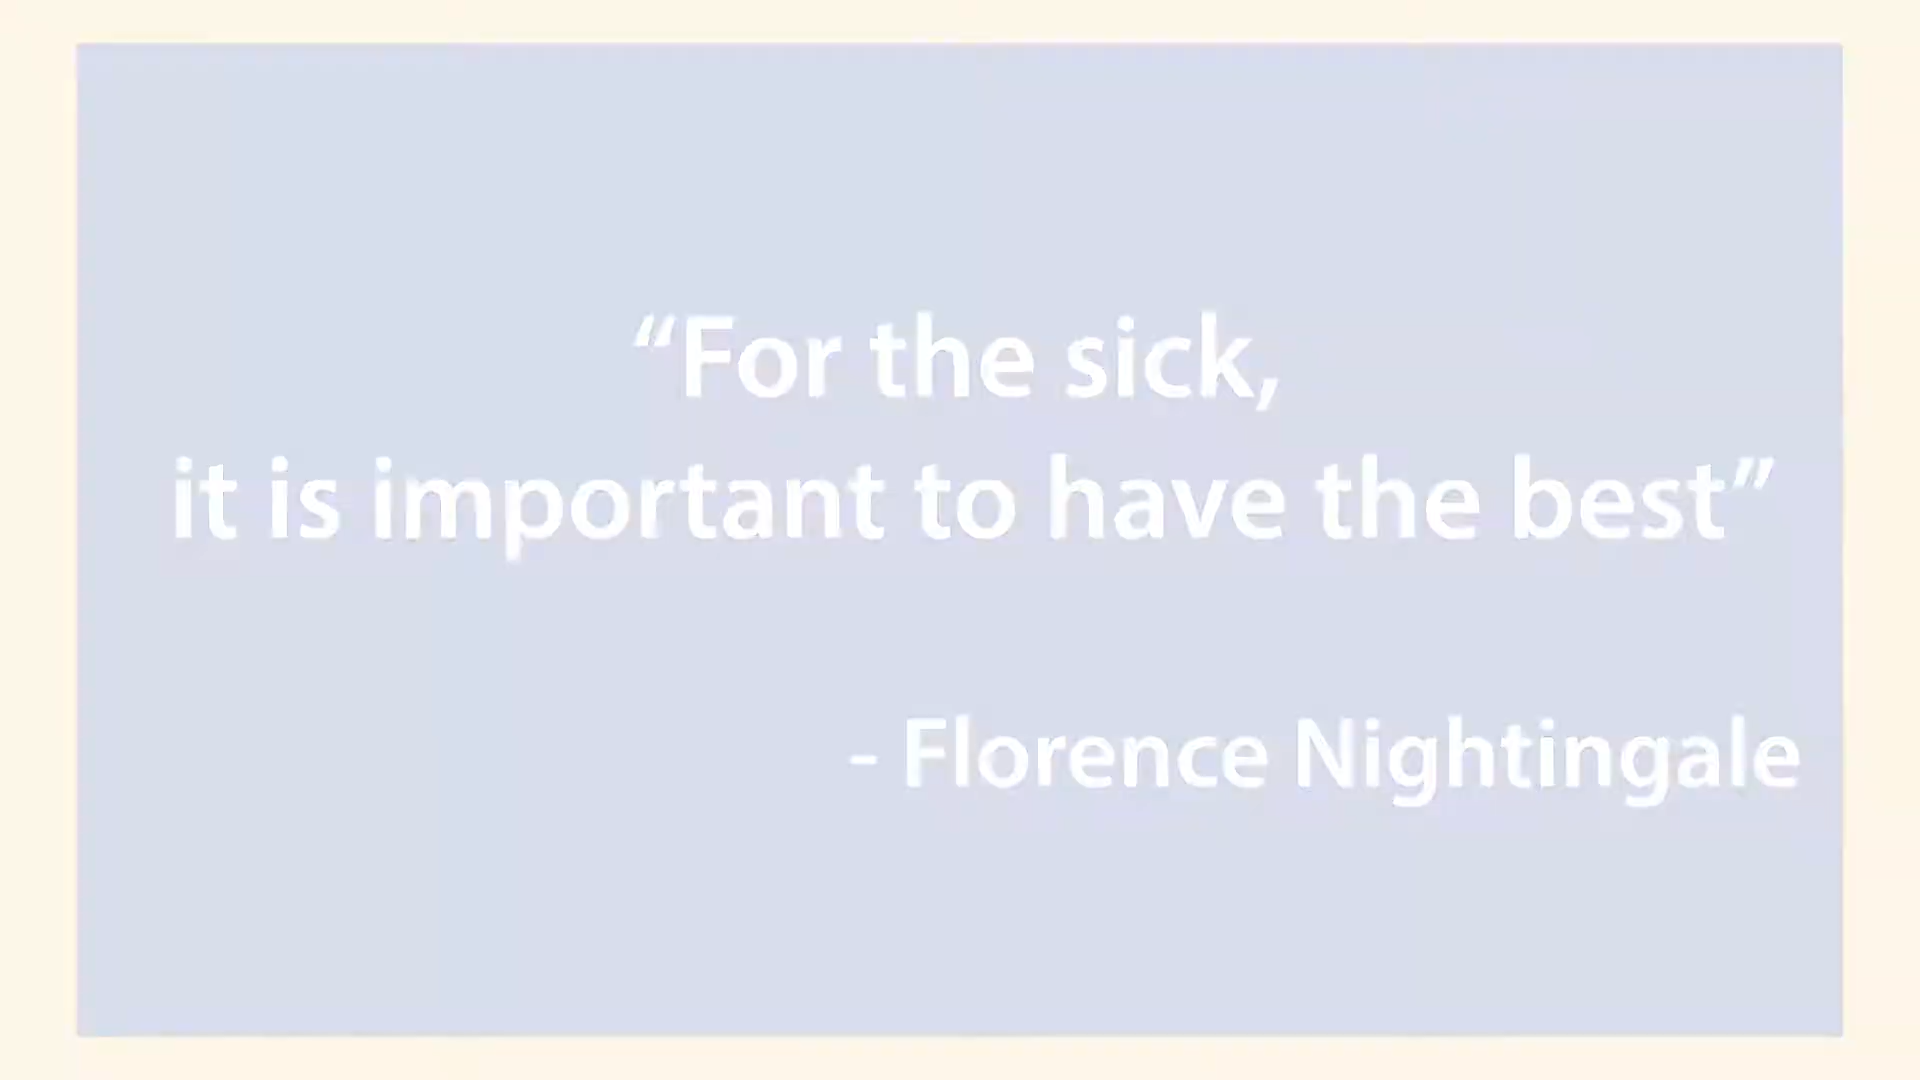 “For the sick,
it is important to have the best”
- Florence Nightingale